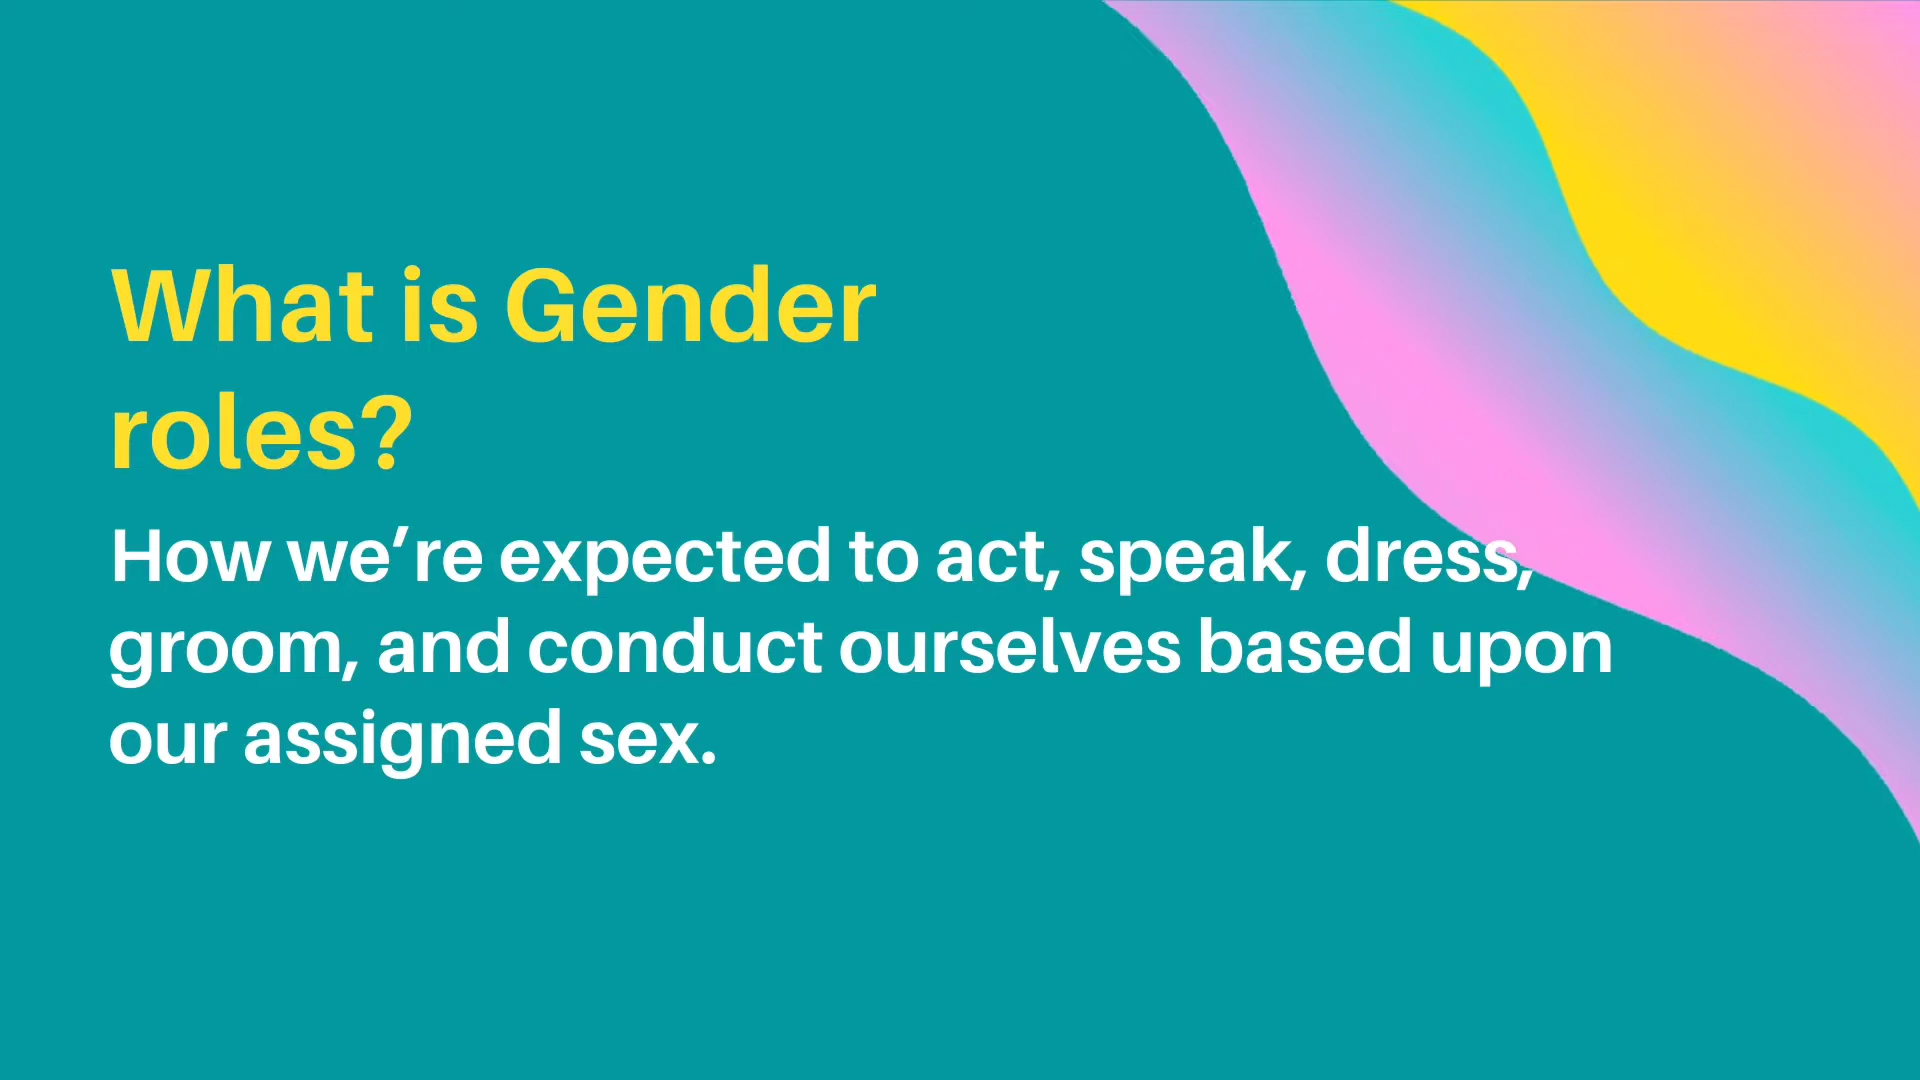 What is Gender
roles?
How we’re expected to act, speak, dress,
groom, and conduct ourselves based upon
our assigned sex.